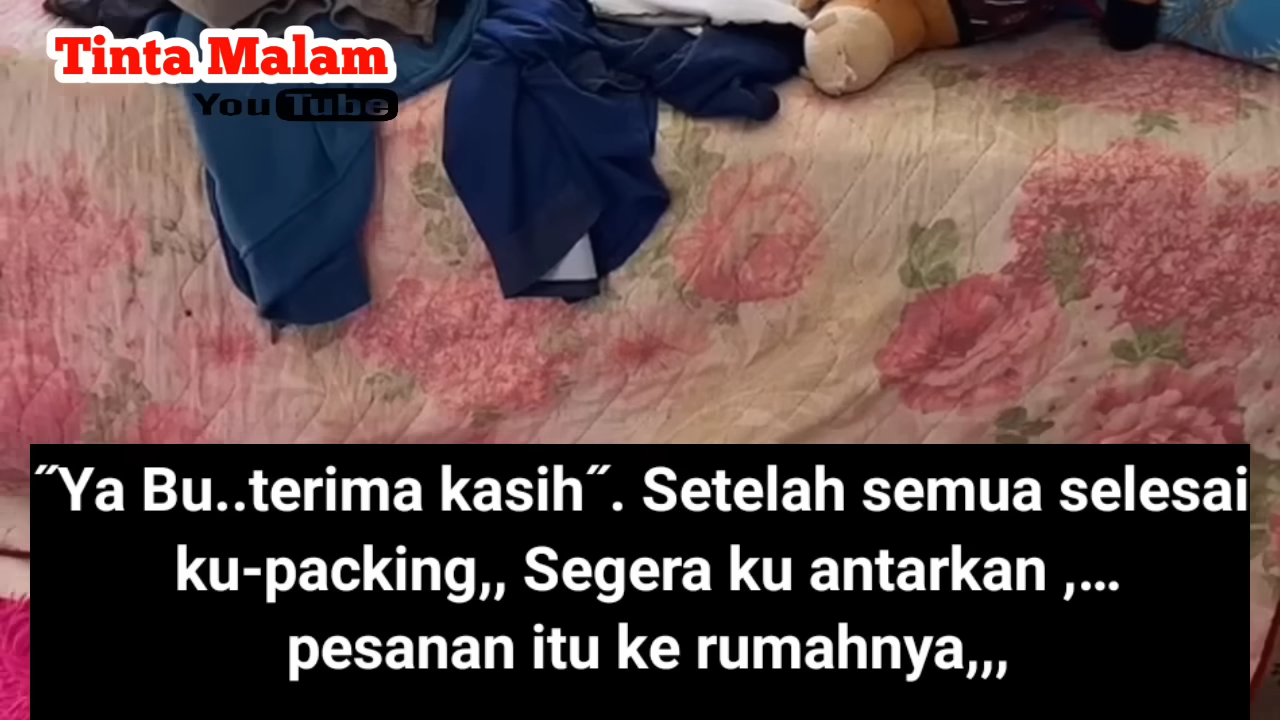 Tinta Malam
YouTube
˝Ya Bu..terima kasih˝. Setelah semua selesai
ku-packing,, Segera ku antarkan ,...
pesanan itu ke rumahnya,,,